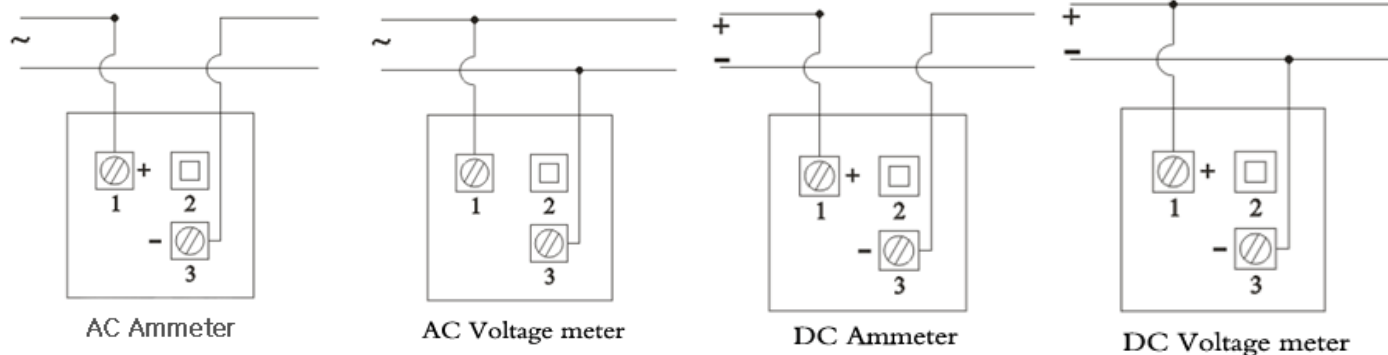 ~
1 + 2
- 3
AC Ammeter
~
1 2
3
AC Voltage meter
+
-
1 + 2
- 3
DC Ammeter
+
-
1 + 2
- 3
DC Voltage meter